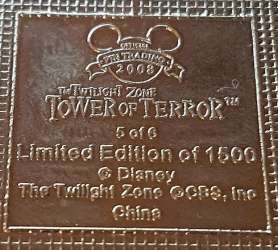 OFFICIAL
PIN TRADING
2008
THE TWILIGHT ZONE
TOWER OF TERROR™
5 of 6
Limited Edition of 1500
© Disney
The Twilight Zone ©CBS, Inc
China